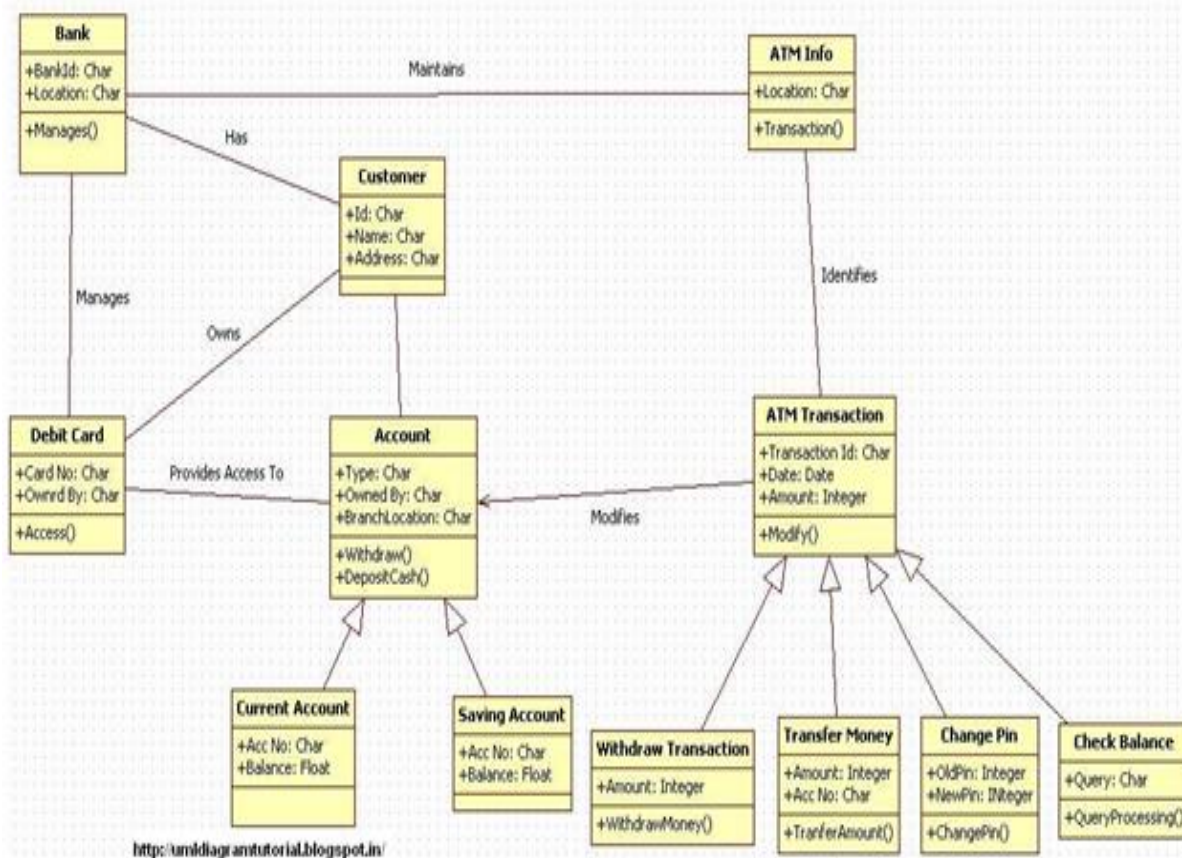 Bank
+BankId: Char
+Location: Char
+Manages()
Maintains
ATM Info
+Location: Char
+Transaction()
Has
Customer
+Id: Char
+Name: Char
+Address: Char
Manages
Owns
Identifies
Debit Card
+Card No: Char
+Ownrd By: Char
+Access()
Provides Access To
Account
+Type: Char
+Owned By: Char
+BranchLocation: Char
+Withdraw()
+DepositCash()
Modifies
ATM Transaction
+Transaction Id: Char
+Date: Date
+Amount: Integer
+Modify()
Current Account
+Acc No: Char
+Balance: Float
Saving Account
+Acc No: Char
+Balance: Float
Withdraw Transaction
+Amount: Integer
+WithdrawMoney()
Transfer Money
+Amount: Integer
+Acc No: Char
+TranferAmount()
Change Pin
+OldPin: Integer
+NewPin: INteger
+ChangePin()
Check Balance
+Query: Char
+QueryProcessing()
http://umldiagramtutorial.blogspot.in/